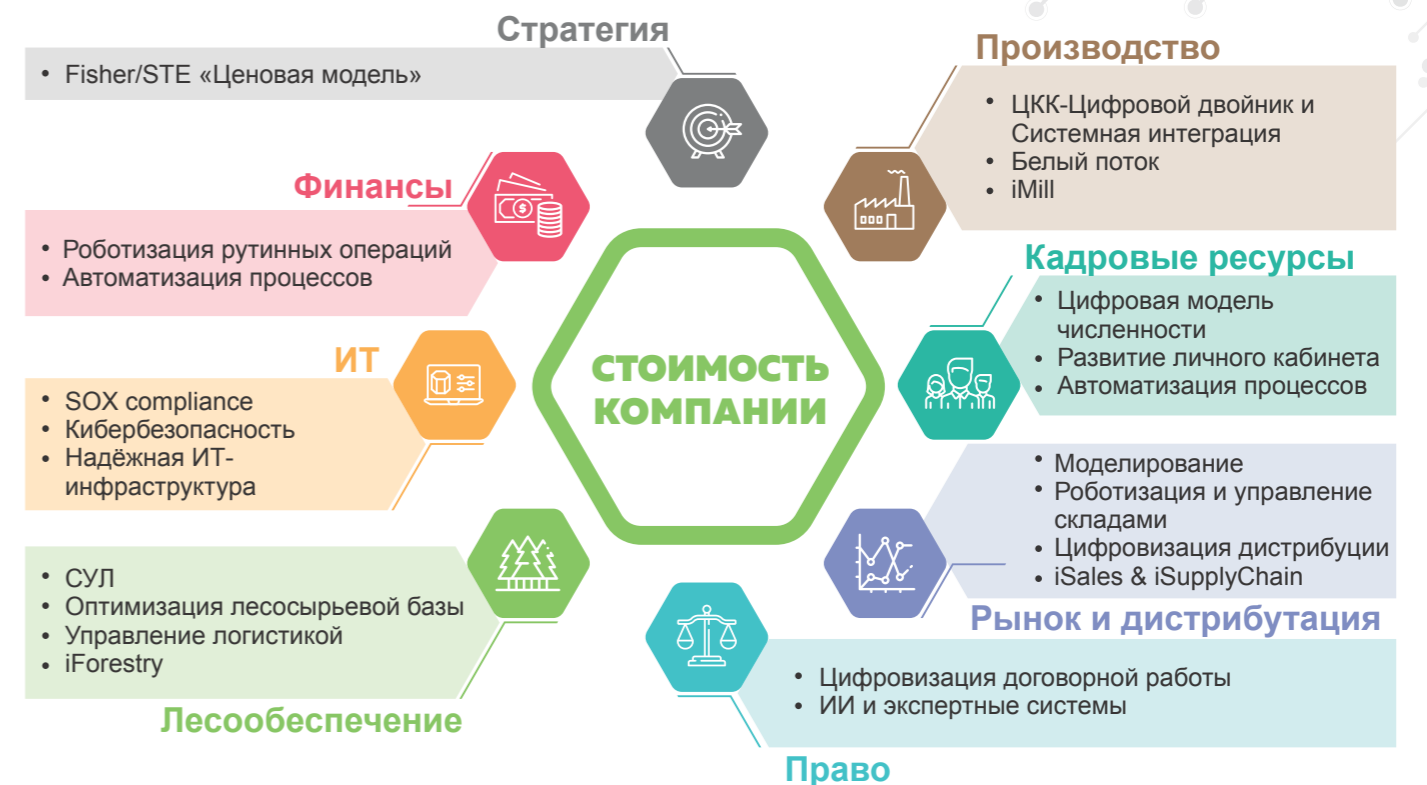 Стратегия
• Fisher/STE «Ценовая модель»
Производство
• ЦКК-Цифровой двойник и
Системная интеграция
• Белый поток
• iMill
Финансы
• Роботизация рутинных операций
• Автоматизация процессов
Кадровые ресурсы
• Цифровая модель
численности
• Развитие личного кабинета
• Автоматизация процессов
ИТ
• SOX compliance
• Кибербезопасность
• Надёжная ИТ-
инфраструктура
СТОИМОСТЬ
КОМПАНИИ
• Моделирование
• Роботизация и управление
складами
• Цифровизация дистрибуции
• iSales & iSupplyChain
Рынок и дистрибутация
• СУЛ
• Оптимизация лесосырьевой базы
• Управление логистикой
• iForestry
Лесообеспечение
• Цифровизация договорной работы
• ИИ и экспертные системы
Право